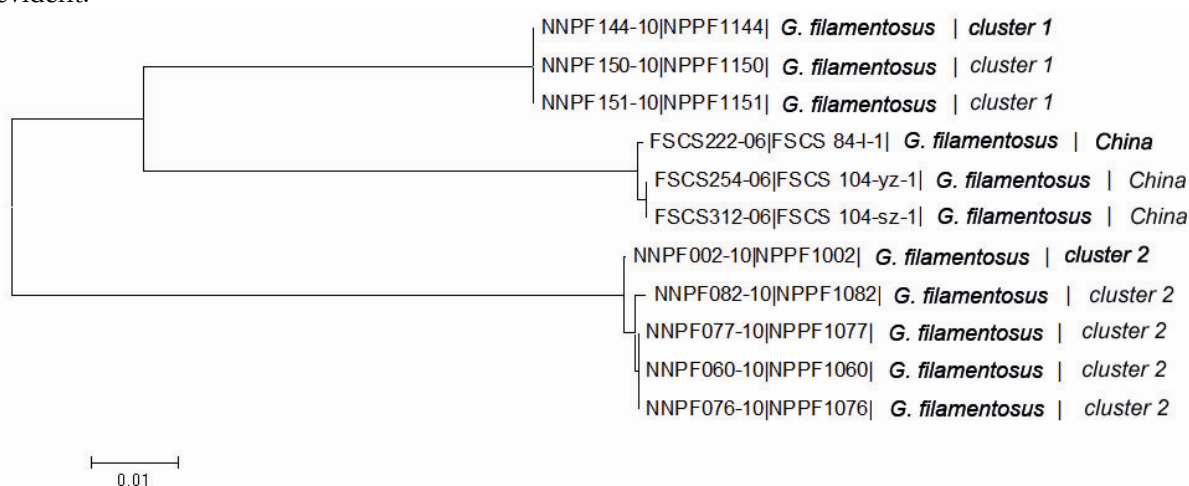 evident.
NNPF144-10|NPPF1144| G. filamentosus | cluster 1
NNPF150-10|NPPF1150| G. filamentosus | cluster 1
NNPF151-10|NPPF1151| G. filamentosus | cluster 1
FSCS222-06|FSCS 84-l-1| G. filamentosus | China
FSCS254-06|FSCS 104-yz-1| G. filamentosus | China
FSCS312-06|FSCS 104-sz-1| G. filamentosus | China
NNPF002-10|NPPF1002| G. filamentosus | cluster 2
NNPF082-10|NPPF1082| G. filamentosus | cluster 2
NNPF077-10|NPPF1077| G. filamentosus | cluster 2
NNPF060-10|NPPF1060| G. filamentosus | cluster 2
NNPF076-10|NPPF1076| G. filamentosus | cluster 2
0.01